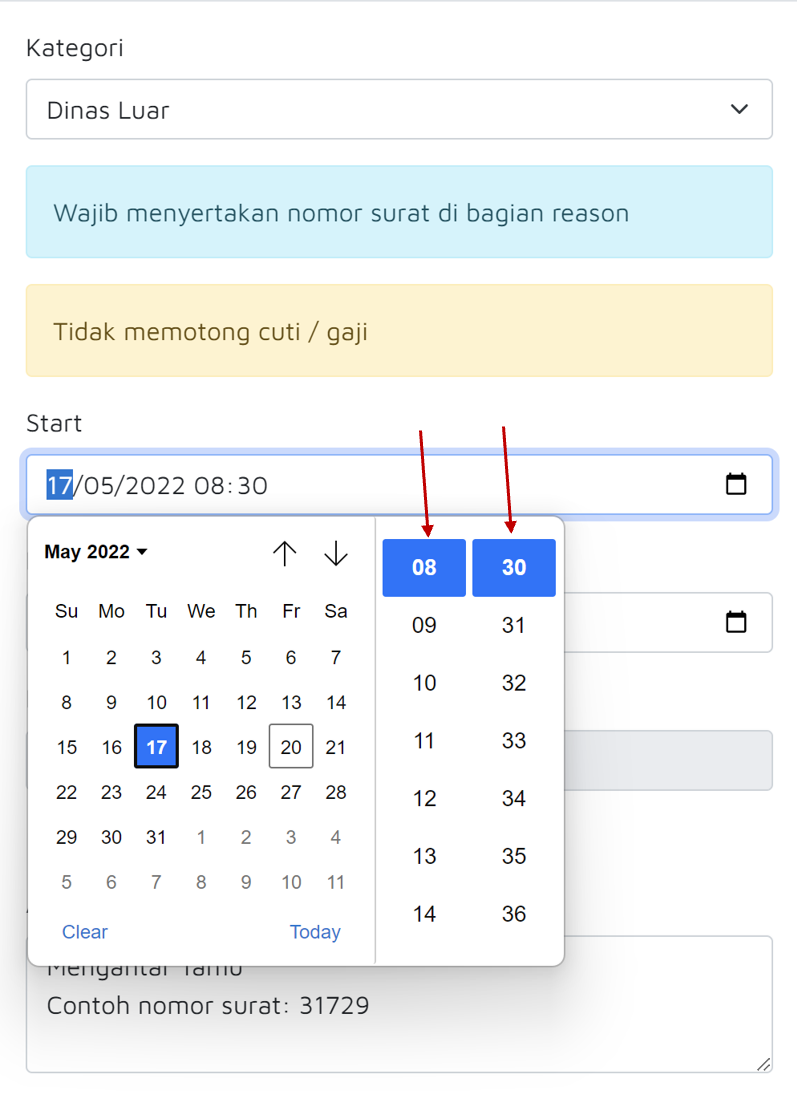 Kategori
Dinas Luar
Wajib menyertakan nomor surat di bagian reason
Tidak memotong cuti / gaji
Start
17/05/2022 08:30
May 2022
Su Mo Tu We Th Fr Sa
1 2 3 4 5 6 7
8 9 10 11 12 13 14
15 16 17 18 19 20 21
22 23 24 25 26 27 28
29 30 31 1 2 3 4
5 6 7 8 9 10 11
Clear Today
08 30
09 31
10 32
11 33
12 34
13 35
14 36
Mengantar Tamu
Contoh nomor surat: 31729